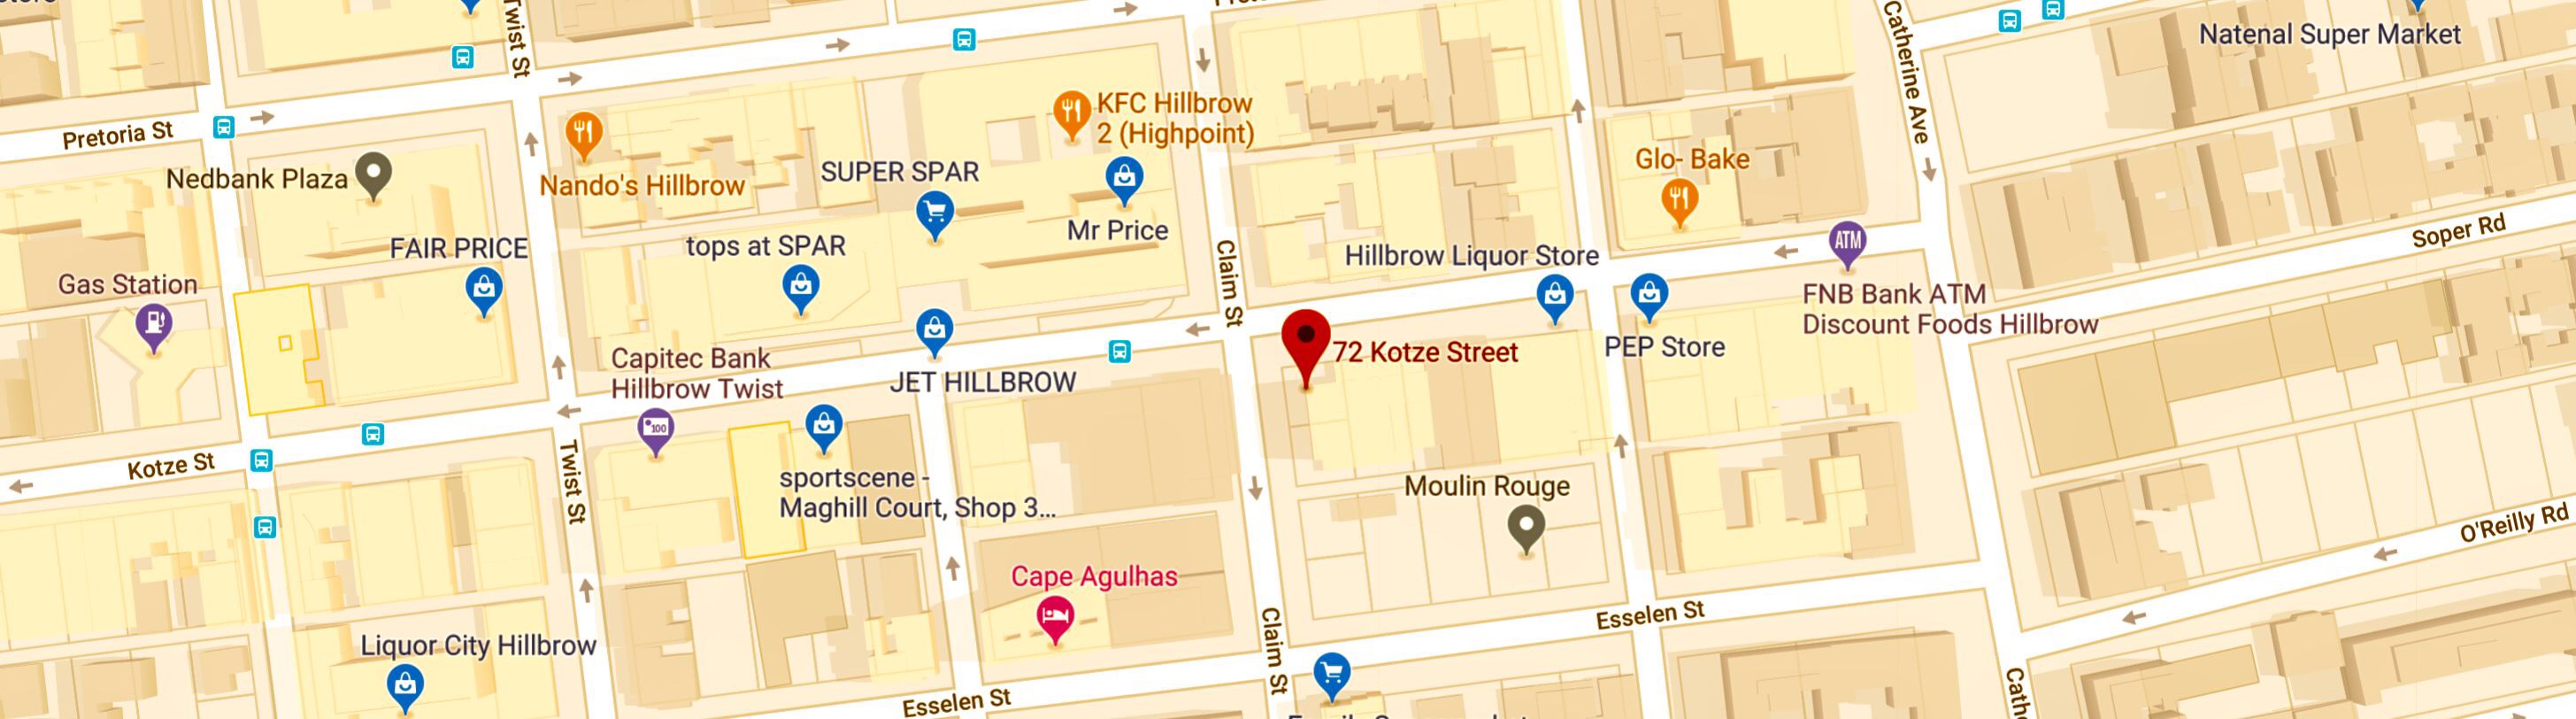 Twist St
Catherine Ave
Natenal Super Market
Pretoria St
KFC Hillbrow
2 (Highpoint)
Nedbank Plaza
Nando's Hillbrow
SUPER SPAR
Glo- Bake
Mr Price
Soper Rd
FAIR PRICE
tops at SPAR
Claim St
Hillbrow Liquor Store
Gas Station
ATM
FNB Bank ATM
Discount Foods Hillbrow
Capitec Bank
Hillbrow Twist
JET HILLBROW
72 Kotze Street
PEP Store
100
Kotze St
Twist St
sportscene -
Maghill Court, Shop 3...
Moulin Rouge
O'Reilly Rd
Cape Agulhas
Esselen St
Liquor City Hillbrow
Claim St
Esselen St